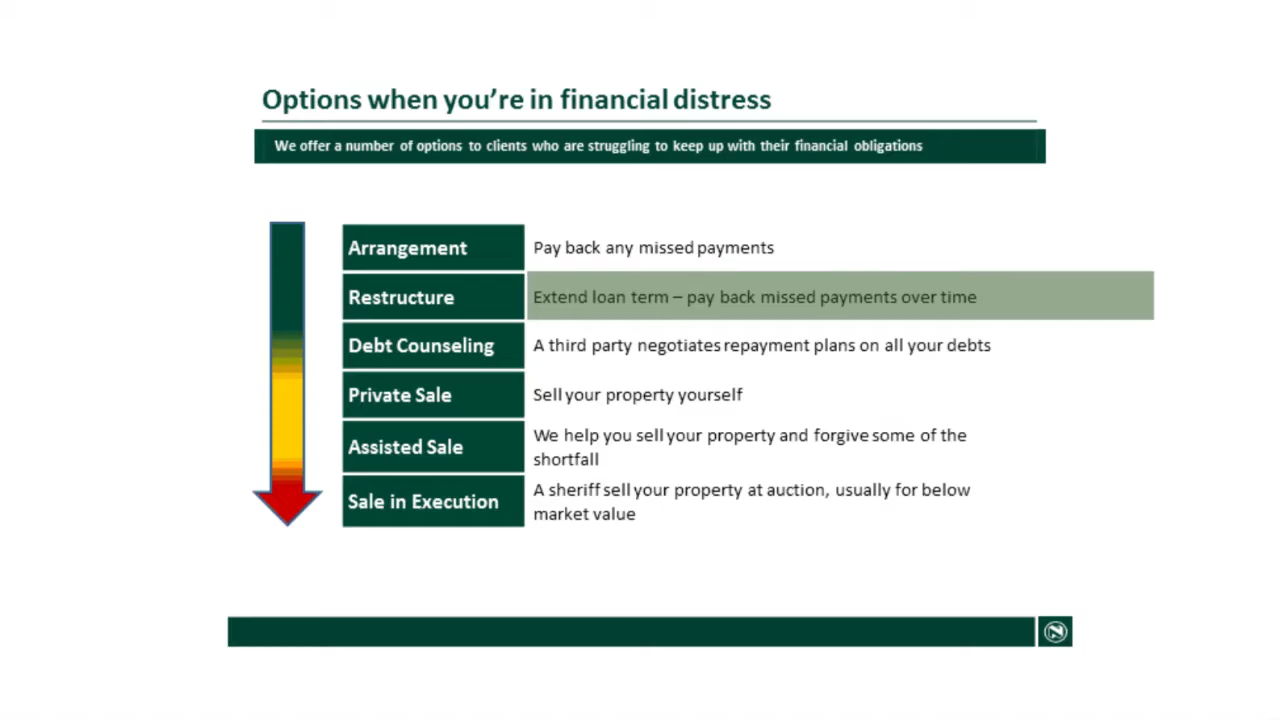 Options when you're in financial distress
We offer a number of options to clients who are struggling to keep up with their financial obligations
Arrangement Pay back any missed payments
Restructure Extend loan term – pay back missed payments over time
Debt Counseling A third party negotiates repayment plans on all your debts
Private Sale Sell your property yourself
Assisted Sale We help you sell your property and forgive some of the
shortfall
Sale in Execution A sheriff sell your property at auction, usually for below
market value